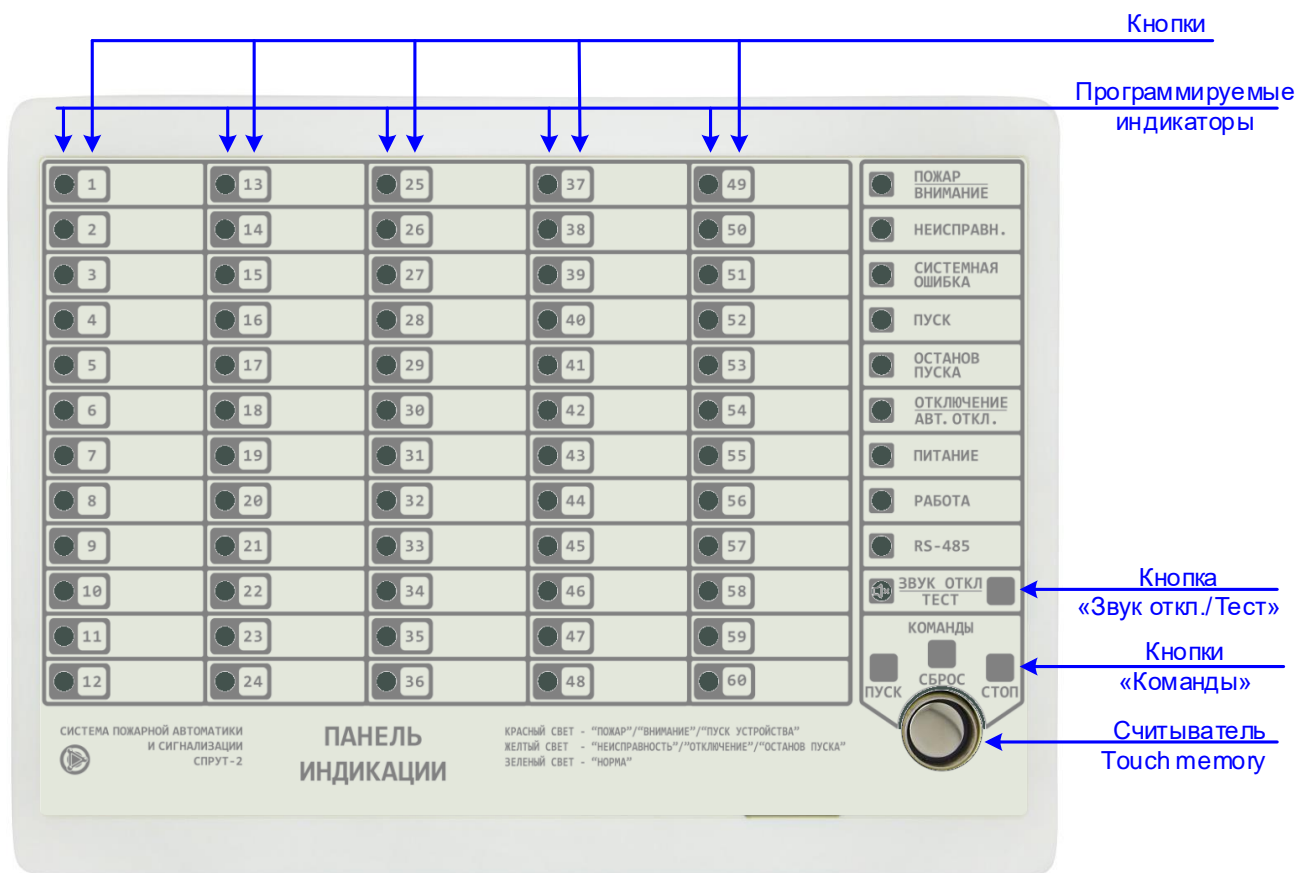 Кнопки
Программируемые
индикаторы
1 13 25 37 49 ПОЖАР
ВНИМАНИЕ
2 14 26 38 50 НЕИСПРАВН.
3 15 27 39 51 СИСТЕМНАЯ
ОШИБКА
4 16 28 40 52 ПУСК
5 17 29 41 53 ОСТАНОВ
ПУСКА
6 18 30 42 54 ОТКЛЮЧЕНИЕ
АВТ. ОТКЛ.
7 19 31 43 55 ПИТАНИЕ
8 20 32 44 56 РАБОТА
9 21 33 45 57 RS-485
10 22 34 46 58 ЗВУК ОТКЛ
ТЕСТ
Кнопка
«Звук откл./Тест»
11 23 35 47 59 КОМАНДЫ
12 24 36 48 60 ПУСК СБРОС СТОП
Кнопки
«Команды»
СИСТЕМА ПОЖАРНОЙ АВТОМАТИКИ
И СИГНАЛИЗАЦИИ
СПРУТ-2
ПАНЕЛЬ
ИНДИКАЦИИ
КРАСНЫЙ СВЕТ - "ПОЖАР"/"ВНИМАНИЕ"/"ПУСК УСТРОЙСТВА"
ЖЕЛТЫЙ СВЕТ - "НЕИСПРАВНОСТЬ"/"ОТКЛЮЧЕНИЕ"/"ОСТАНОВ ПУСКА"
ЗЕЛЕНЫЙ СВЕТ - "НОРМА"
Считыватель
Touch memory